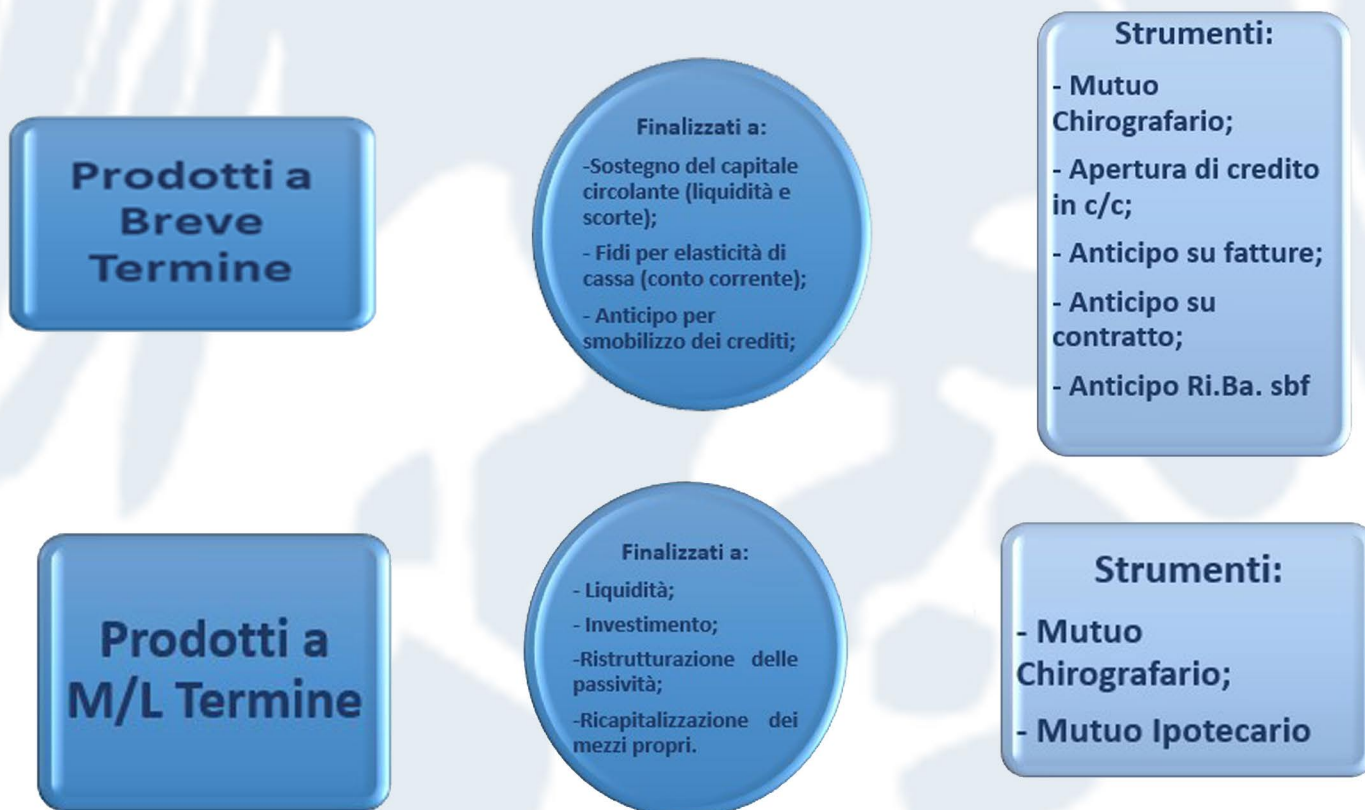 Prodotti a
Breve
Termine
Finalizzati a:
-Sostegno del capitale
circolante (liquidità e
scorte);
- Fidi per elasticità di
cassa (conto corrente);
- Anticipo per
smobilizzo dei crediti;
Strumenti:
- Mutuo
Chirografario;
- Apertura di credito
in c/c;
- Anticipo su fatture;
- Anticipo su
contratto;
- Anticipo Ri.Ba. sbf
Prodotti a
M/L Termine
Finalizzati a:
- Liquidità;
- Investimento;
-Ristrutturazione delle
passività;
-Ricapitalizzazione dei
mezzi propri.
Strumenti:
- Mutuo
Chirografario;
- Mutuo Ipotecario